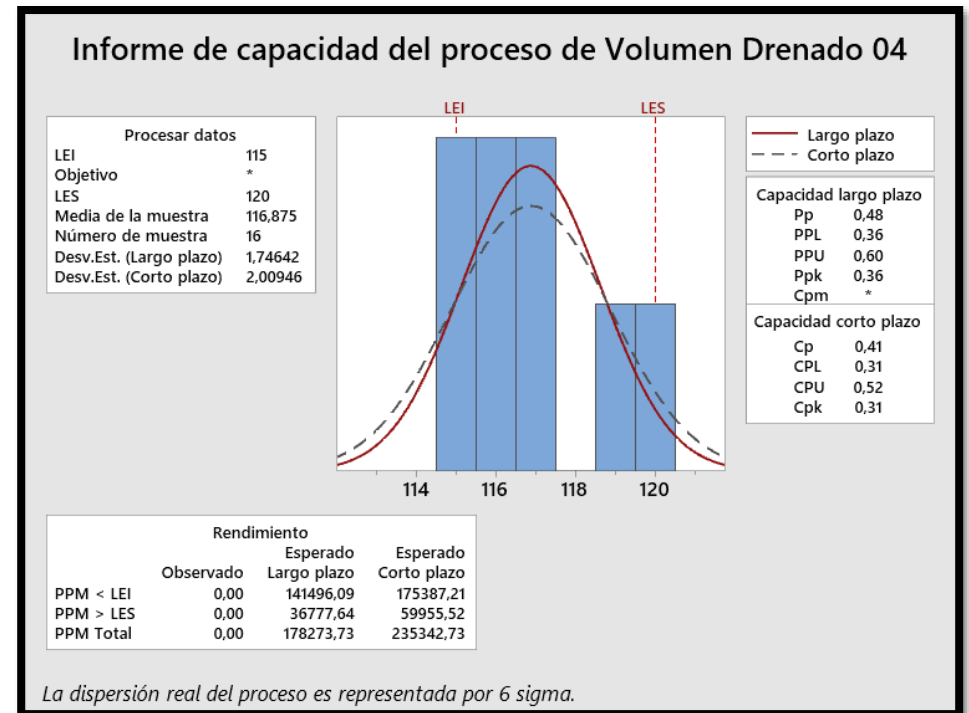 Informe de capacidad del proceso de Volumen Drenado 04
LEI LES
Procesar datos
LEI 115
Objetivo *
LES 120
Media de la muestra 116,875
Número de muestra 16
Desv.Est. (Largo plazo) 1,74642
Desv.Est. (Corto plazo) 2,00946
Largo plazo
Corto plazo
Capacidad largo plazo
Pp 0,48
PPL 0,36
PPU 0,60
Ppk 0,36
Cpm *
Capacidad corto plazo
Cp 0,41
CPL 0,31
CPU 0,52
Cpk 0,31
114 116 118 120
Rendimiento
Esperado Esperado
Observado Largo plazo Corto plazo
PPM < LEI 0,00 141496,09 175387,21
PPM > LES 0,00 36777,64 59955,52
PPM Total 0,00 178273,73 235342,73
La dispersión real del proceso es representada por 6 sigma.